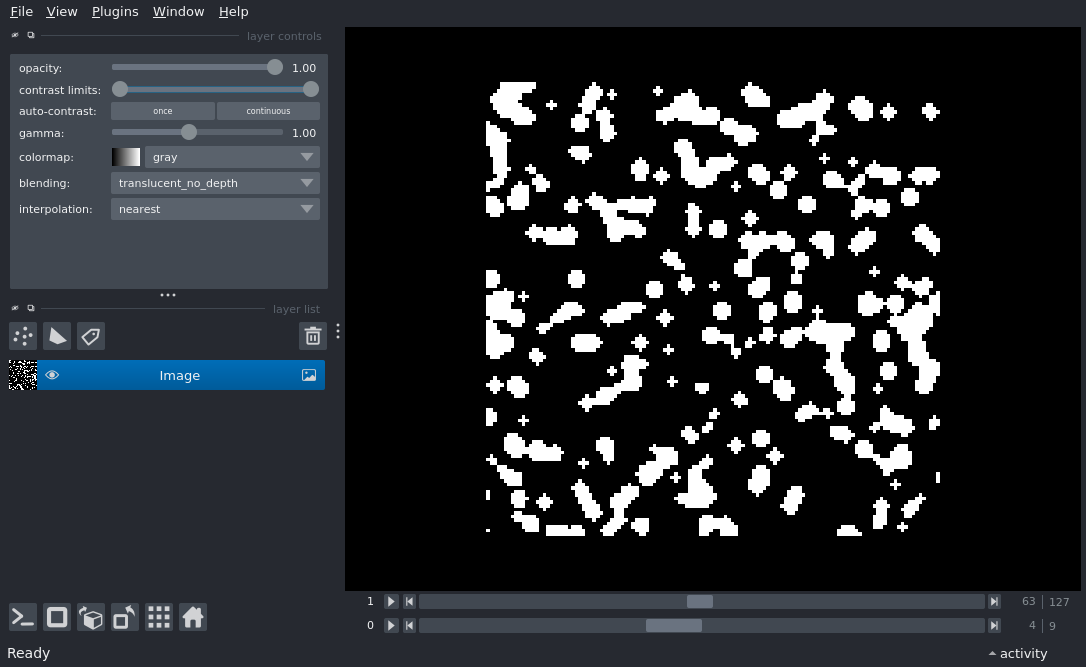 File View Plugins Window Help
layer controls
opacity: 1.00
contrast limits:
auto-contrast: once continuous
gamma: 1.00
colormap: gray
blending: translucent_no_depth
interpolation: nearest
layer list
Image
1 63 127
0 4 9
Ready activity